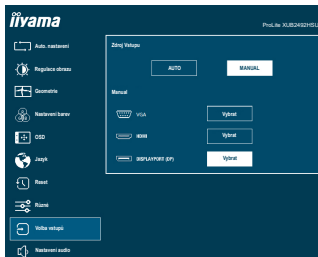 iiyama
ProLite XUB2492HSU
Auto. nastavení
Regulace obrazu
Geometrie
Nastavení barev
OSD
Jazyk
Reset
Různé
Volba vstupů
Nastavení audio
Zdroj Vstupu
AUTO
MANUAL
Manual
VGA
Vybrat
HDMI
Vybrat
DISPLAYPORT (DP)
Vybrat